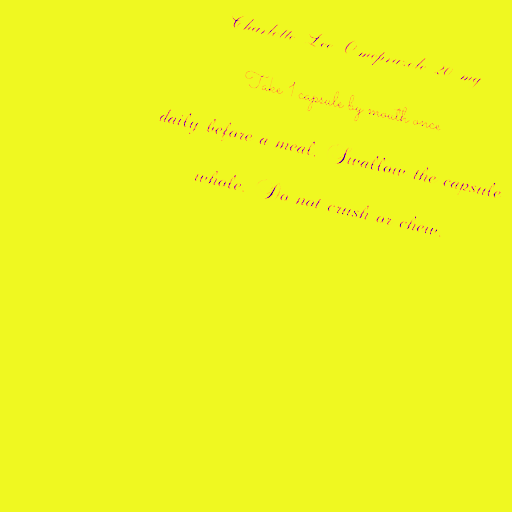 Charlotte Lee Omeprazole 20 mg
Take 1 capsule by mouth once
daily before a meal. Swallow the capsule
whole. Do not crush or chew.